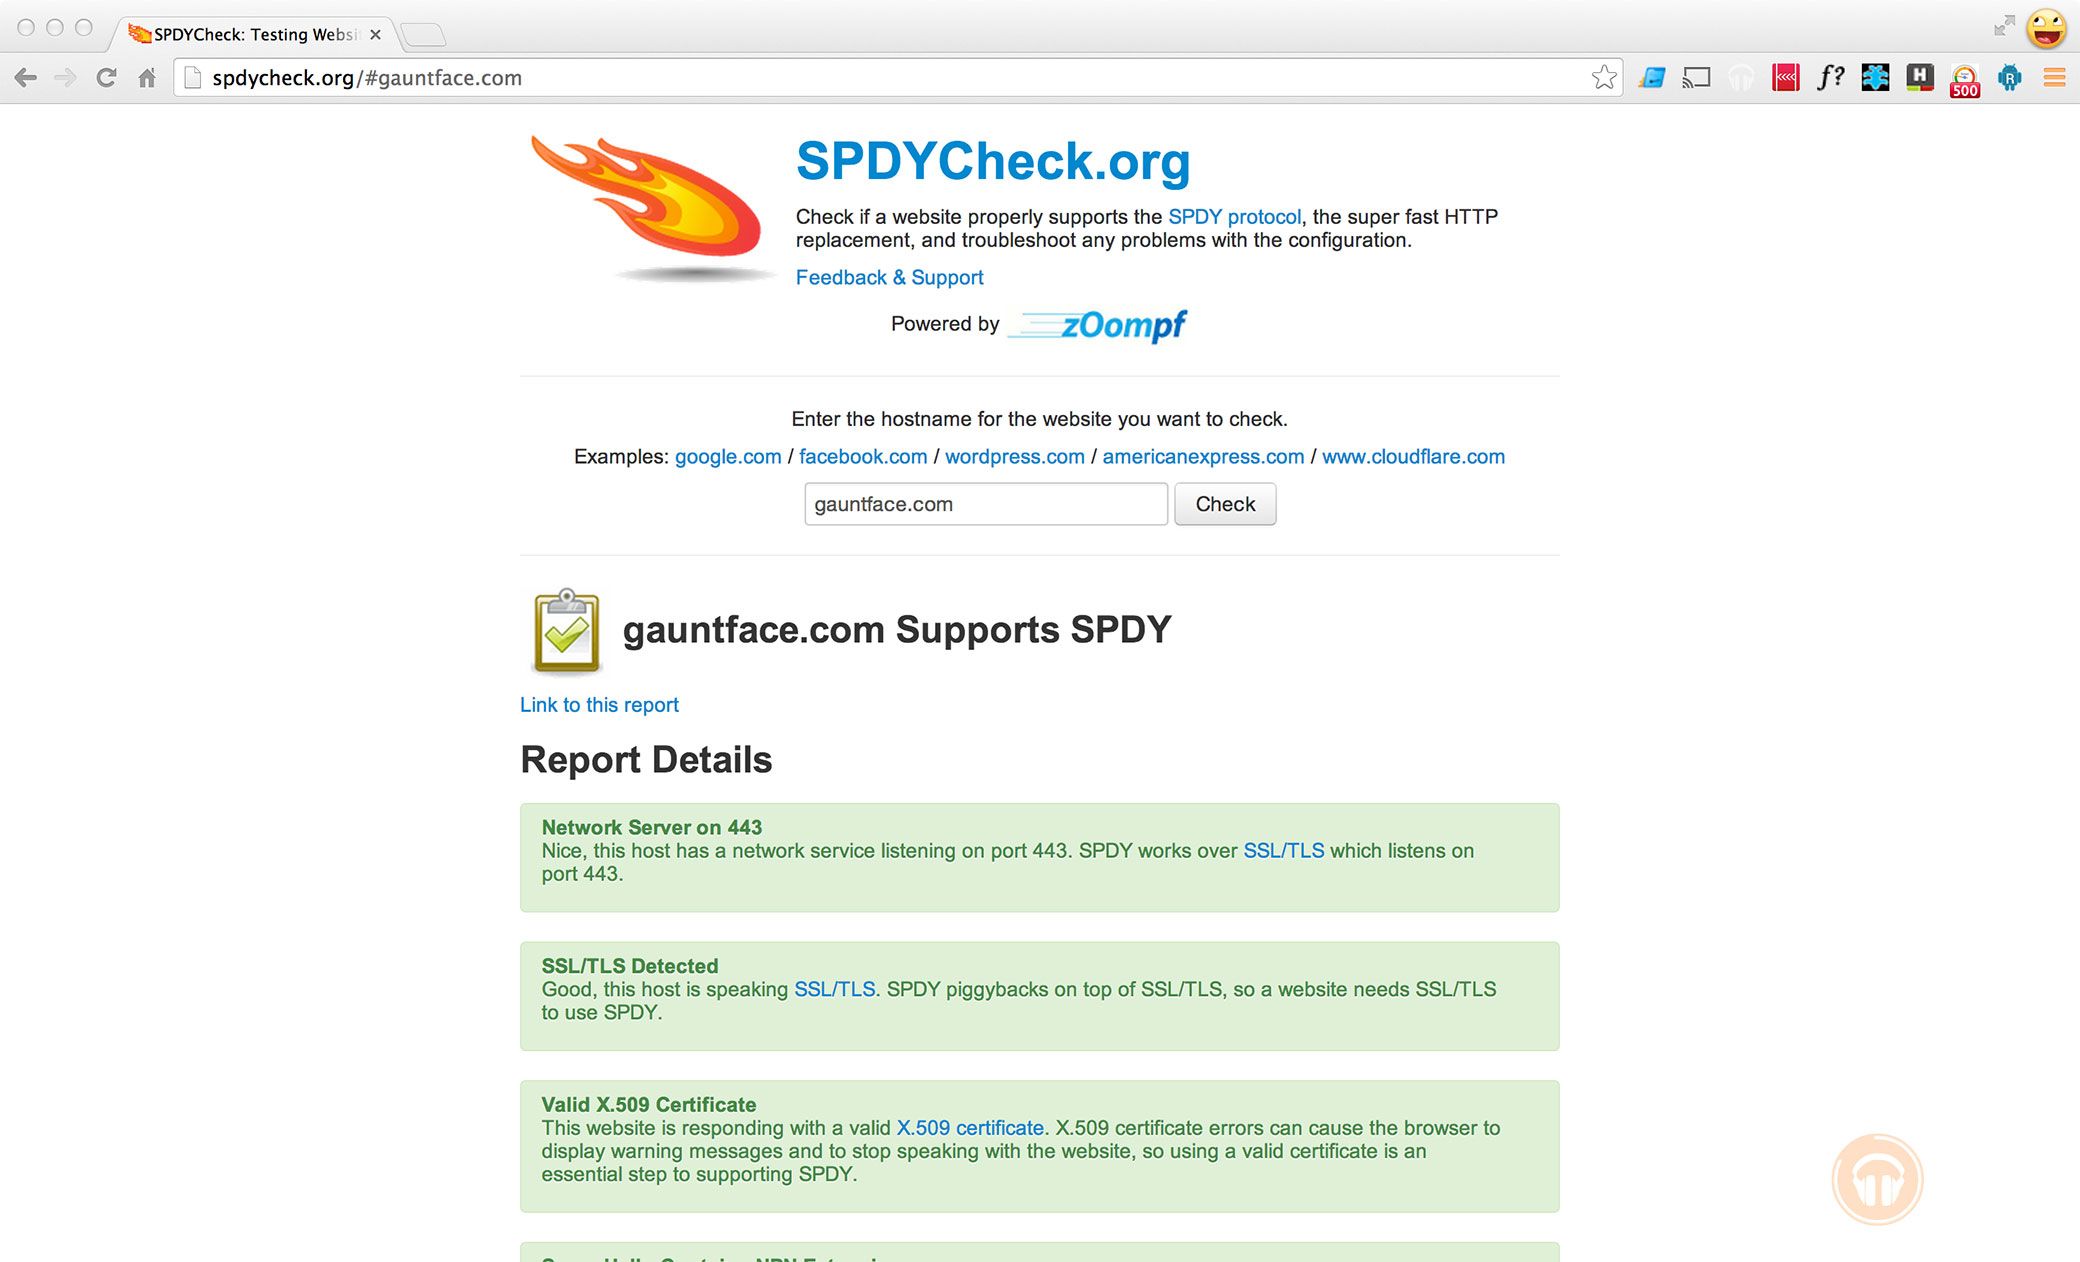 SPDYCheck: Testing Websi
spdycheck.org/#gauntface.com
f?
H
500
R
SPDYCheck.org
Check if a website properly supports the SPDY protocol, the super fast HTTP
replacement, and troubleshoot any problems with the configuration.
Feedback & Support
Powered by zOompf
Enter the hostname for the website you want to check.
Examples: google.com / facebook.com / wordpress.com / americanexpress.com / www.cloudflare.com
gauntface.com Check
gauntface.com Supports SPDY
Link to this report
Report Details
Network Server on 443
Nice, this host has a network service listening on port 443. SPDY works over SSL/TLS which listens on
port 443.
SSL/TLS Detected
Good, this host is speaking SSL/TLS. SPDY piggybacks on top of SSL/TLS, so a website needs SSL/TLS
to use SPDY.
Valid X.509 Certificate
This website is responding with a valid X.509 certificate. X.509 certificate errors can cause the browser to
display warning messages and to stop speaking with the website, so using a valid certificate is an
essential step to supporting SPDY.